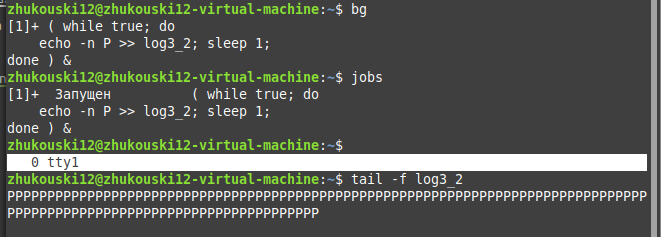 zhukouski12@zhukouski12-virtual-machine:~$ bg
[1]+ ( while true; do
    echo -n P >> log3_2; sleep 1;
done ) &
zhukouski12@zhukouski12-virtual-machine:~$ jobs
[1]+  Запущен          ( while true; do
    echo -n P >> log3_2; sleep 1;
done ) &
zhukouski12@zhukouski12-virtual-machine:~$
   0 tty1
zhukouski12@zhukouski12-virtual-machine:~$ tail -f log3_2
PPPPPPPPPPPPPPPPPPPPPPPPPPPPPPPPPPPPPPPPPPPPPPPPPPPPPPPPPPPPPPPPPPPPPPPPPPPPPPPP
PPPPPPPPPPPPPPPPPPPPPPPPPPPPPPPPPPPPPPP